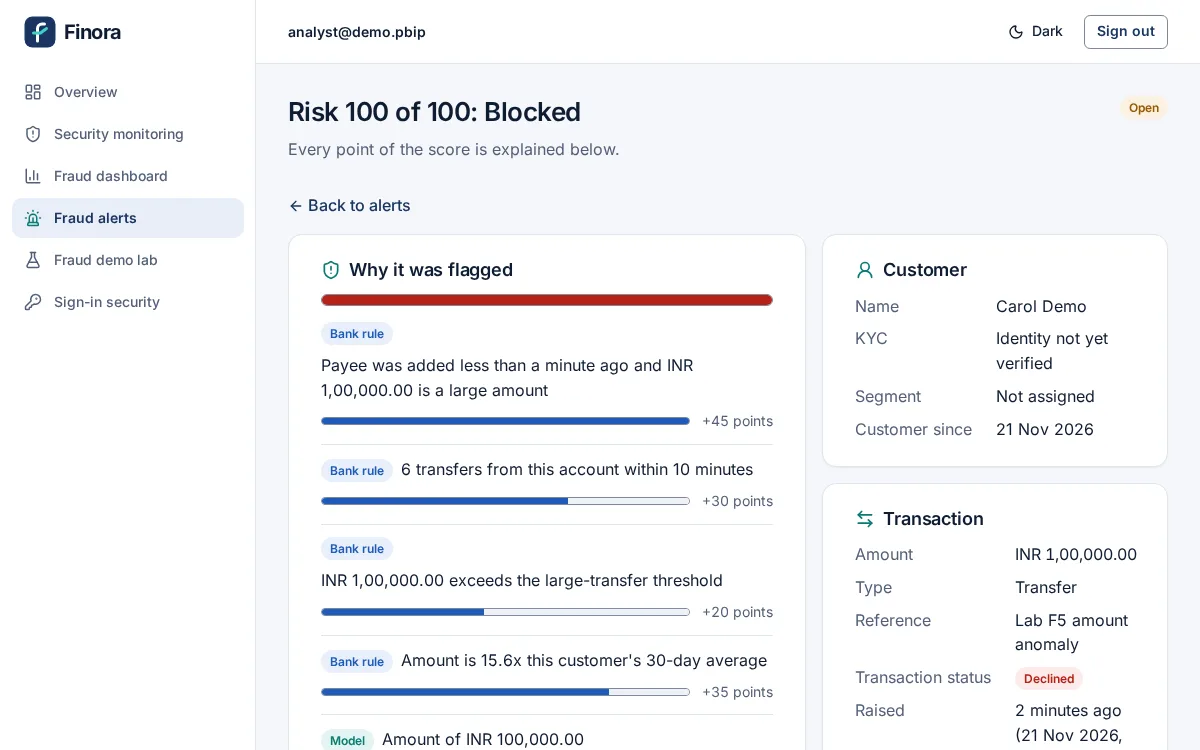 Finora
analyst@demo.pbip
Dark
Sign out
Overview
Security monitoring
Fraud dashboard
Fraud alerts
Fraud demo lab
Sign-in security
Risk 100 of 100: Blocked
Open
Every point of the score is explained below.
← Back to alerts
Why it was flagged
Bank rule
Payee was added less than a minute ago and INR
1,00,000.00 is a large amount
+45 points
Bank rule 6 transfers from this account within 10 minutes
+30 points
Bank rule
INR 1,00,000.00 exceeds the large-transfer threshold
+20 points
Bank rule Amount is 15.6x this customer's 30-day average
+35 points
Model Amount of INR 100,000.00
Customer
Name Carol Demo
KYC Identity not yet
verified
Segment Not assigned
Customer since 21 Nov 2026
Transaction
Amount INR 1,00,000.00
Type Transfer
Reference Lab F5 amount
anomaly
Transaction status Declined
Raised 2 minutes ago
(21 Nov 2026,